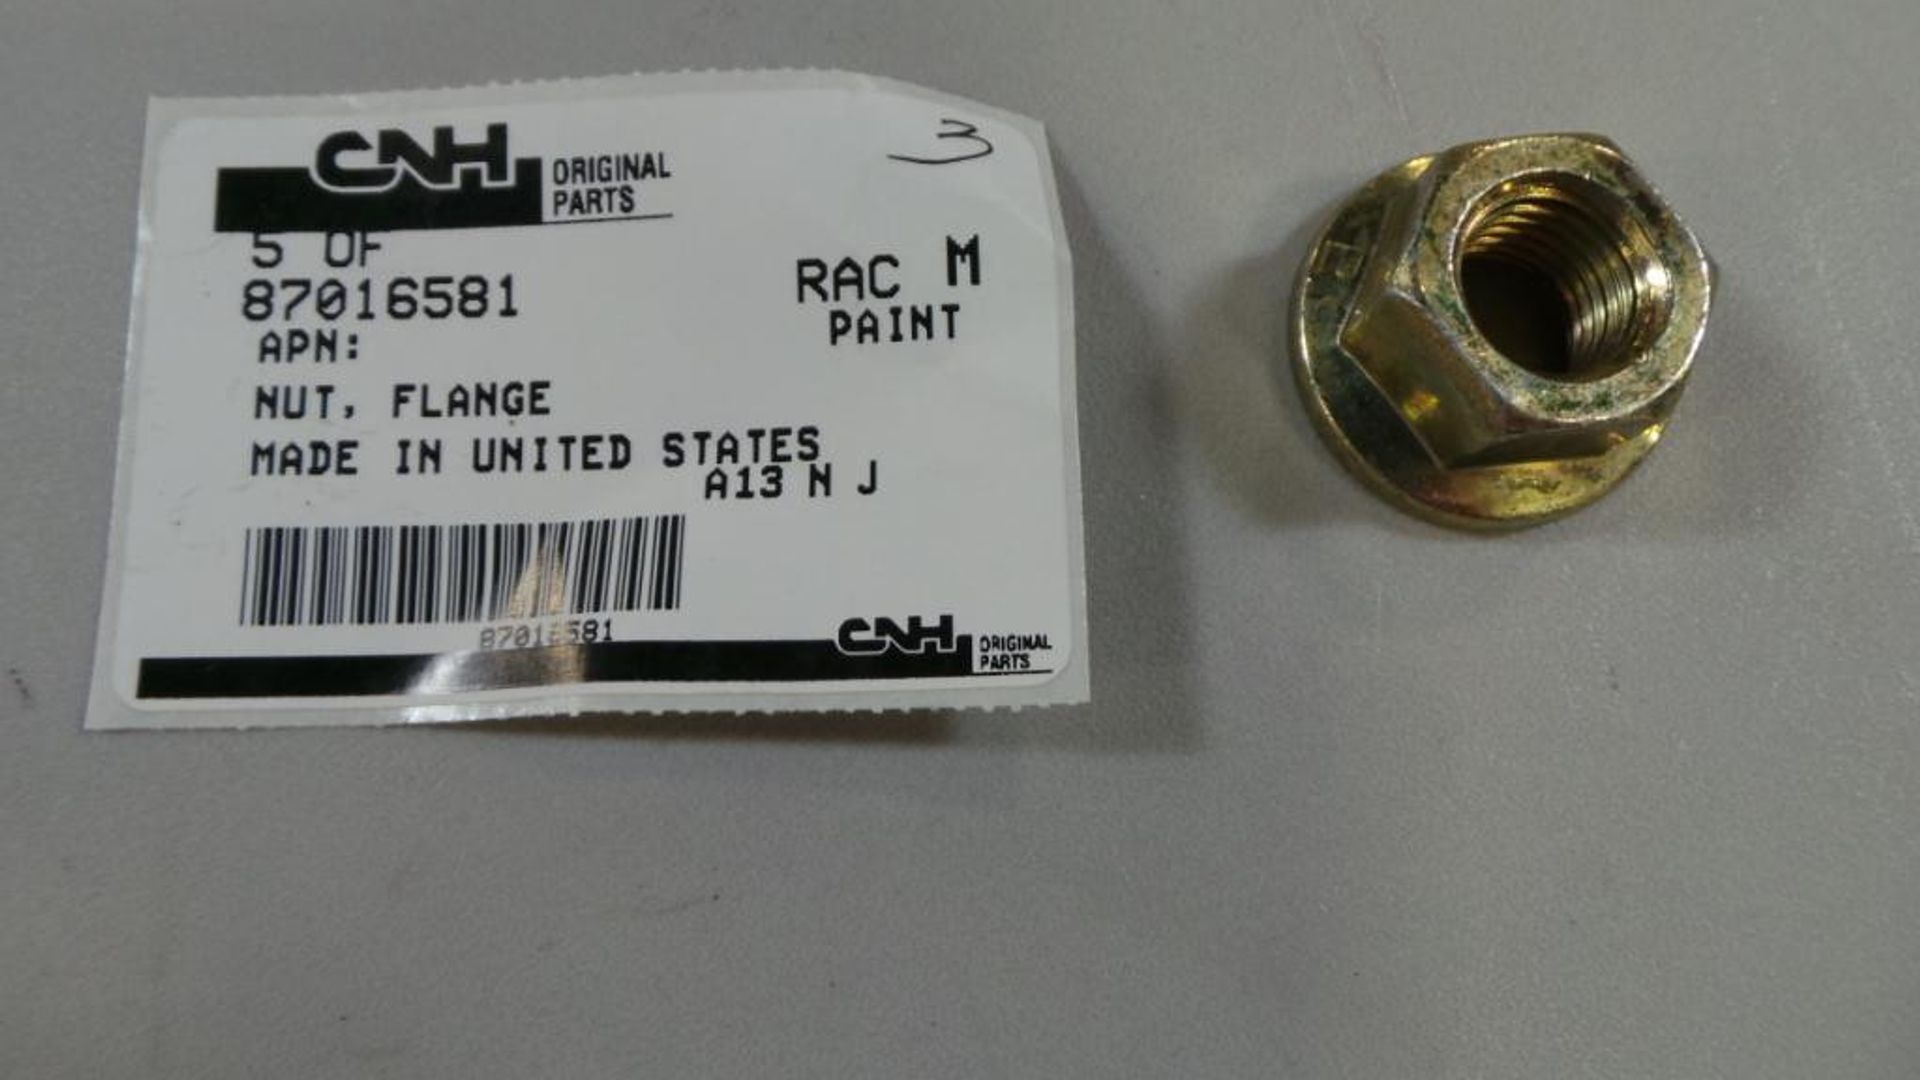 CNH ORIGINAL
PARTS
3
5 OF
87016581
RAC M
APN:
PAINT
NUT, FLANGE
MADE IN UNITED STATES
A13 N J
87016581
CNH ORIGINAL
PARTS